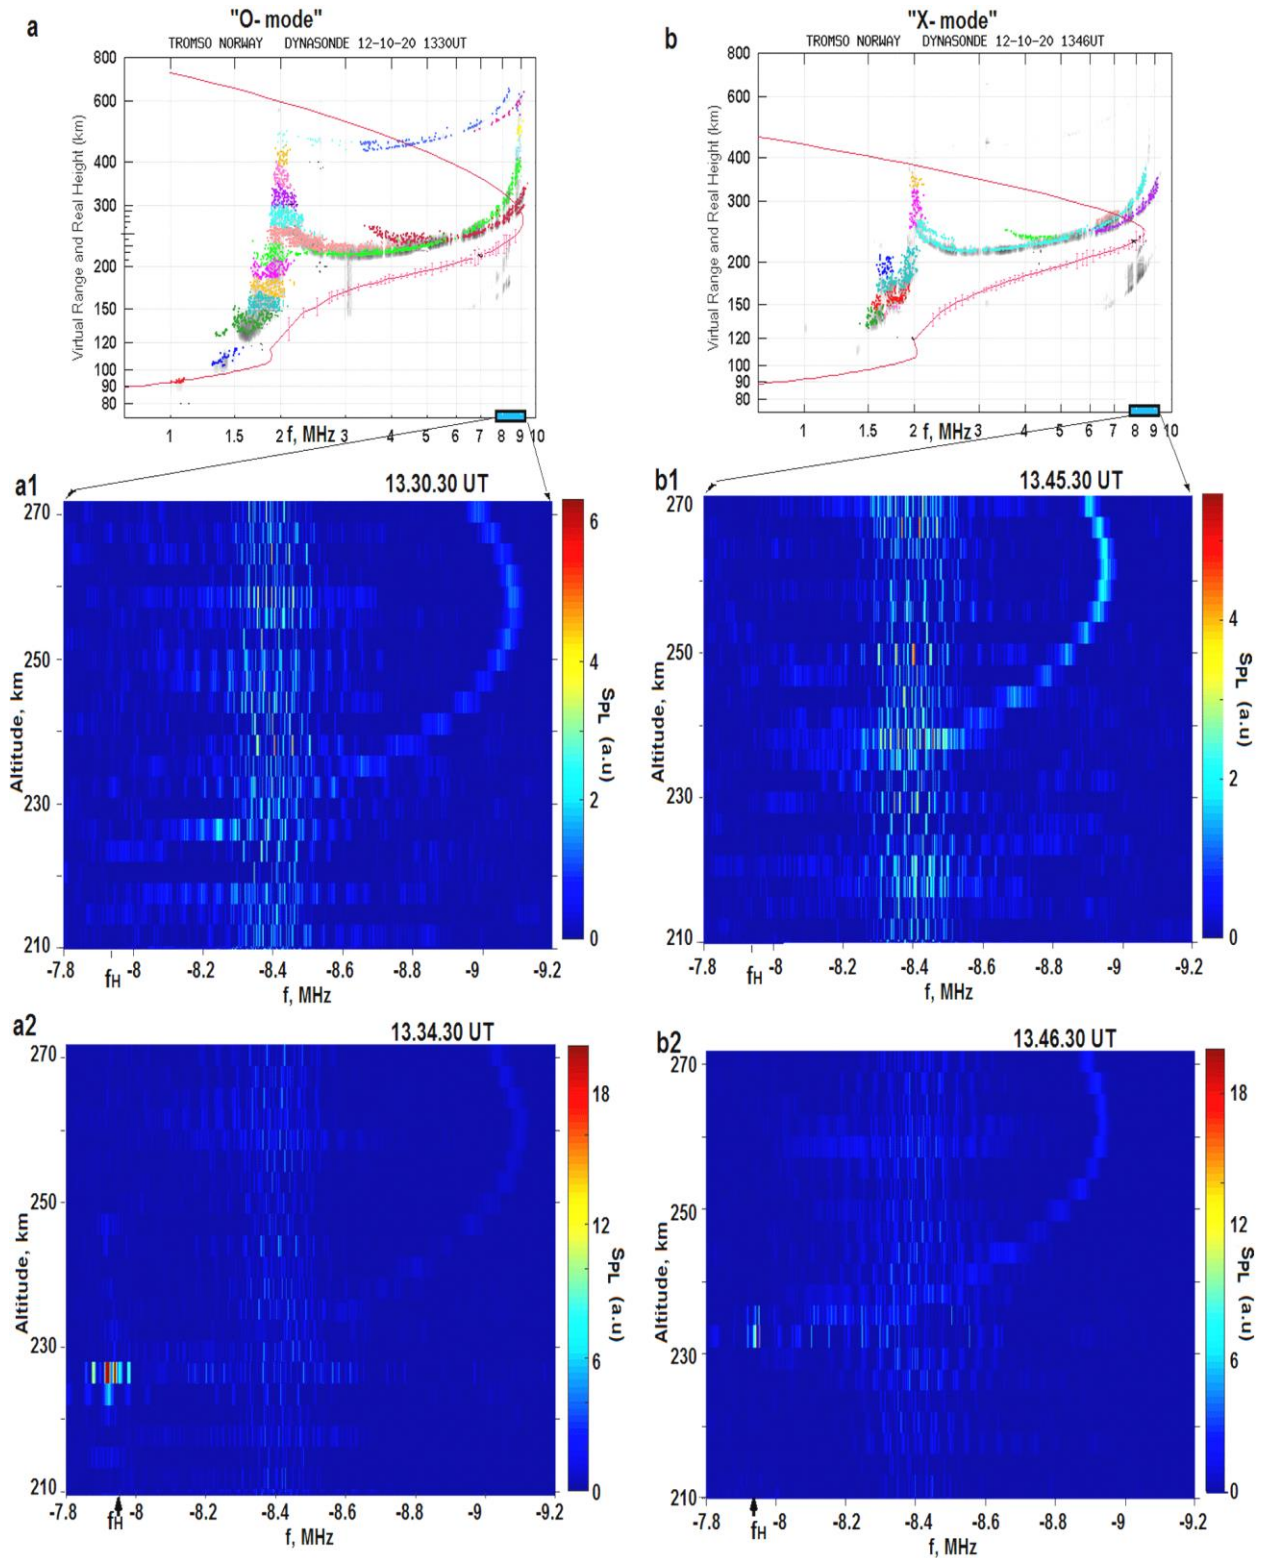 a
"O- mode"
TROMSO NORWAY DYNASONDE 12-10-20 1330UT
Virtual Range and Real Height (km)
800
600
400
300
200
150
120
100
90
80
1 1.5 2 f, MHz 3 4 5 6 7 8 9 10
b
"X- mode"
TROMSO NORWAY DYNASONDE 12-10-20 1346UT
Virtual Range and Real Height (km)
800
600
400
300
200
150
120
100
90
80
1 1.5 2 f, MHz 3 4 5 6 7 8 9 10
a1
13.30.30 UT
Altitude, km
270
250
230
210
-7.8 fH -8 -8.2 -8.4 -8.6 -8.8 -9 -9.2
f, MHz
6
4
2
0
SPL (a.u)
b1
13.45.30 UT
Altitude, km
270
250
230
210
-7.8 fH -8 -8.2 -8.4 -8.6 -8.8 -9 -9.2
f, MHz
4
2
0
SPL (a.u)
a2
13.34.30 UT
Altitude, km
270
250
230
210
-7.8 fH -8 -8.2 -8.4 -8.6 -8.8 -9 -9.2
f, MHz
18
12
6
0
SPL (a.u)
b2
13.46.30 UT
Altitude, km
270
250
230
210
-7.8 fH -8 -8.2 -8.4 -8.6 -8.8 -9 -9.2
f, MHz
18
12
6
0
SPL (a.u)